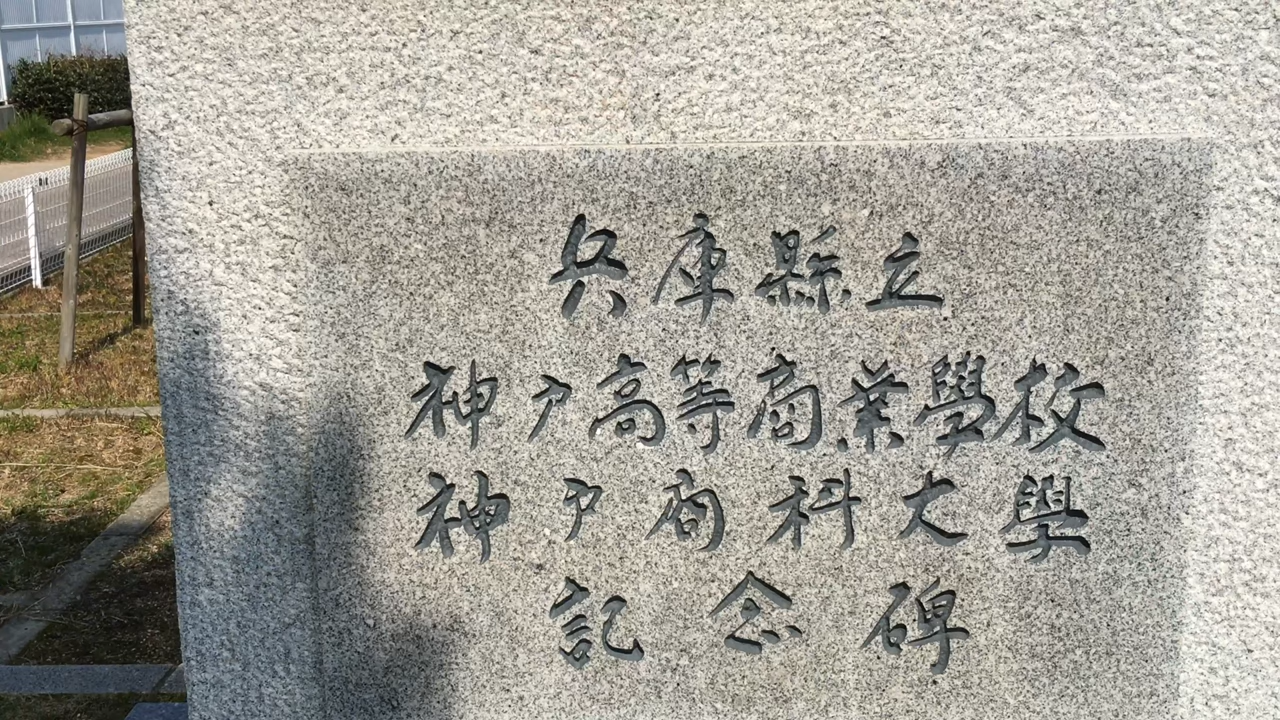 兵庫縣立
神戸高等商業學校
神戸商科大學
記念碑